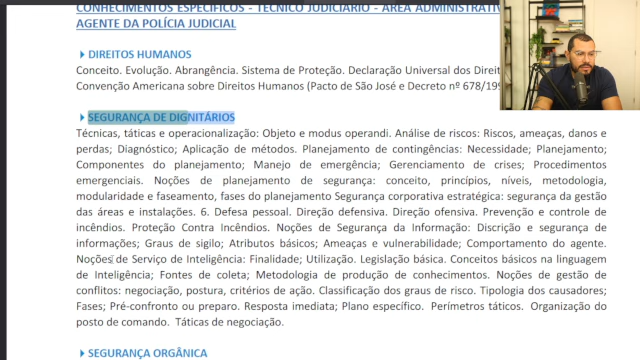 CONHECIMENTOS ESPECÍFICOS - TÉCNICO JUDICIÁRIO - ÁREA ADMINISTRATIV
AGENTE DA POLÍCIA JUDICIAL
DIREITOS HUMANOS
Conceito. Evolução. Abrangência. Sistema de Proteção. Declaração Universal dos Direit
Convenção Americana sobre Direitos Humanos (Pacto de São José e Decreto nº 678/199
SEGURANÇA DE DIGNITÁRIOS
Técnicas, táticas e operacionalização: Objeto e modus operandi. Análise de riscos: Riscos, ameaças, danos e
perdas; Diagnóstico; Aplicação de métodos. Planejamento de contingências: Necessidade; Planejamento;
Componentes do planejamento; Manejo de emergência; Gerenciamento de crises; Procedimentos
emergenciais. Noções de planejamento de segurança: conceito, princípios, níveis, metodologia,
modularidade e faseamento, fases do planejamento Segurança corporativa estratégica: segurança da gestão
das áreas e instalações. 6. Defesa pessoal. Direção defensiva. Direção ofensiva. Prevenção e controle de
incêndios. Proteção Contra Incêndios. Noções de Segurança da Informação: Discrição e segurança de
informações; Graus de sigilo; Atributos básicos; Ameaças e vulnerabilidade; Comportamento do agente.
Noções de Serviço de Inteligência: Finalidade; Utilização. Legislação básica. Conceitos básicos na linguagem
de Inteligência; Fontes de coleta; Metodologia de produção de conhecimentos. Noções de gestão de
conflitos: negociação, postura, critérios de ação. Classificação dos graus de risco. Tipologia dos causadores;
Fases; Pré-confronto ou preparo. Resposta imediata; Plano específico. Perímetros táticos. Organização do
posto de comando. Táticas de negociação.
SEGURANÇA ORGÂNICA